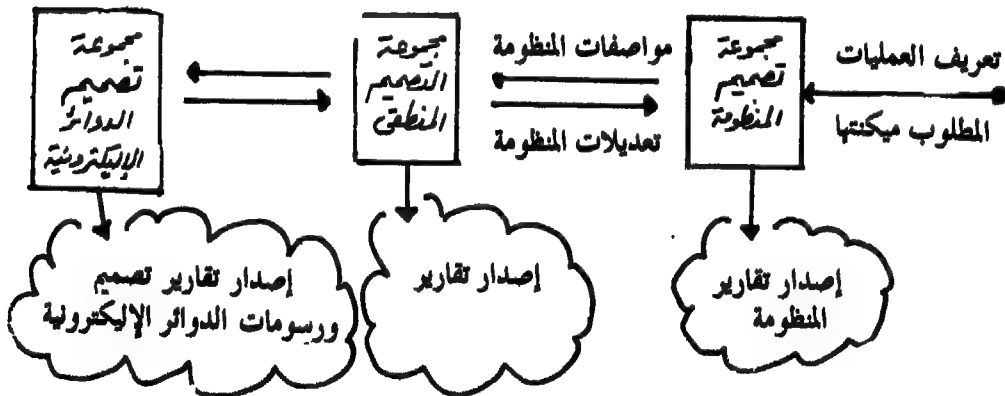 تعريف العمليات
المطلوب ميكنتها
مجموعة
تصميم
المنظومة
مواصفات المنظومة
تعديلات المنظومة
مجموعة
التصميم
المنطقي
مجموعة
تصميم
الدوائر
الإليكترونية
إصدار تقارير
المنظومة
إصدار تقارير
إصدار تقارير تصميم
ورسومات الدوائر الإليكترونية